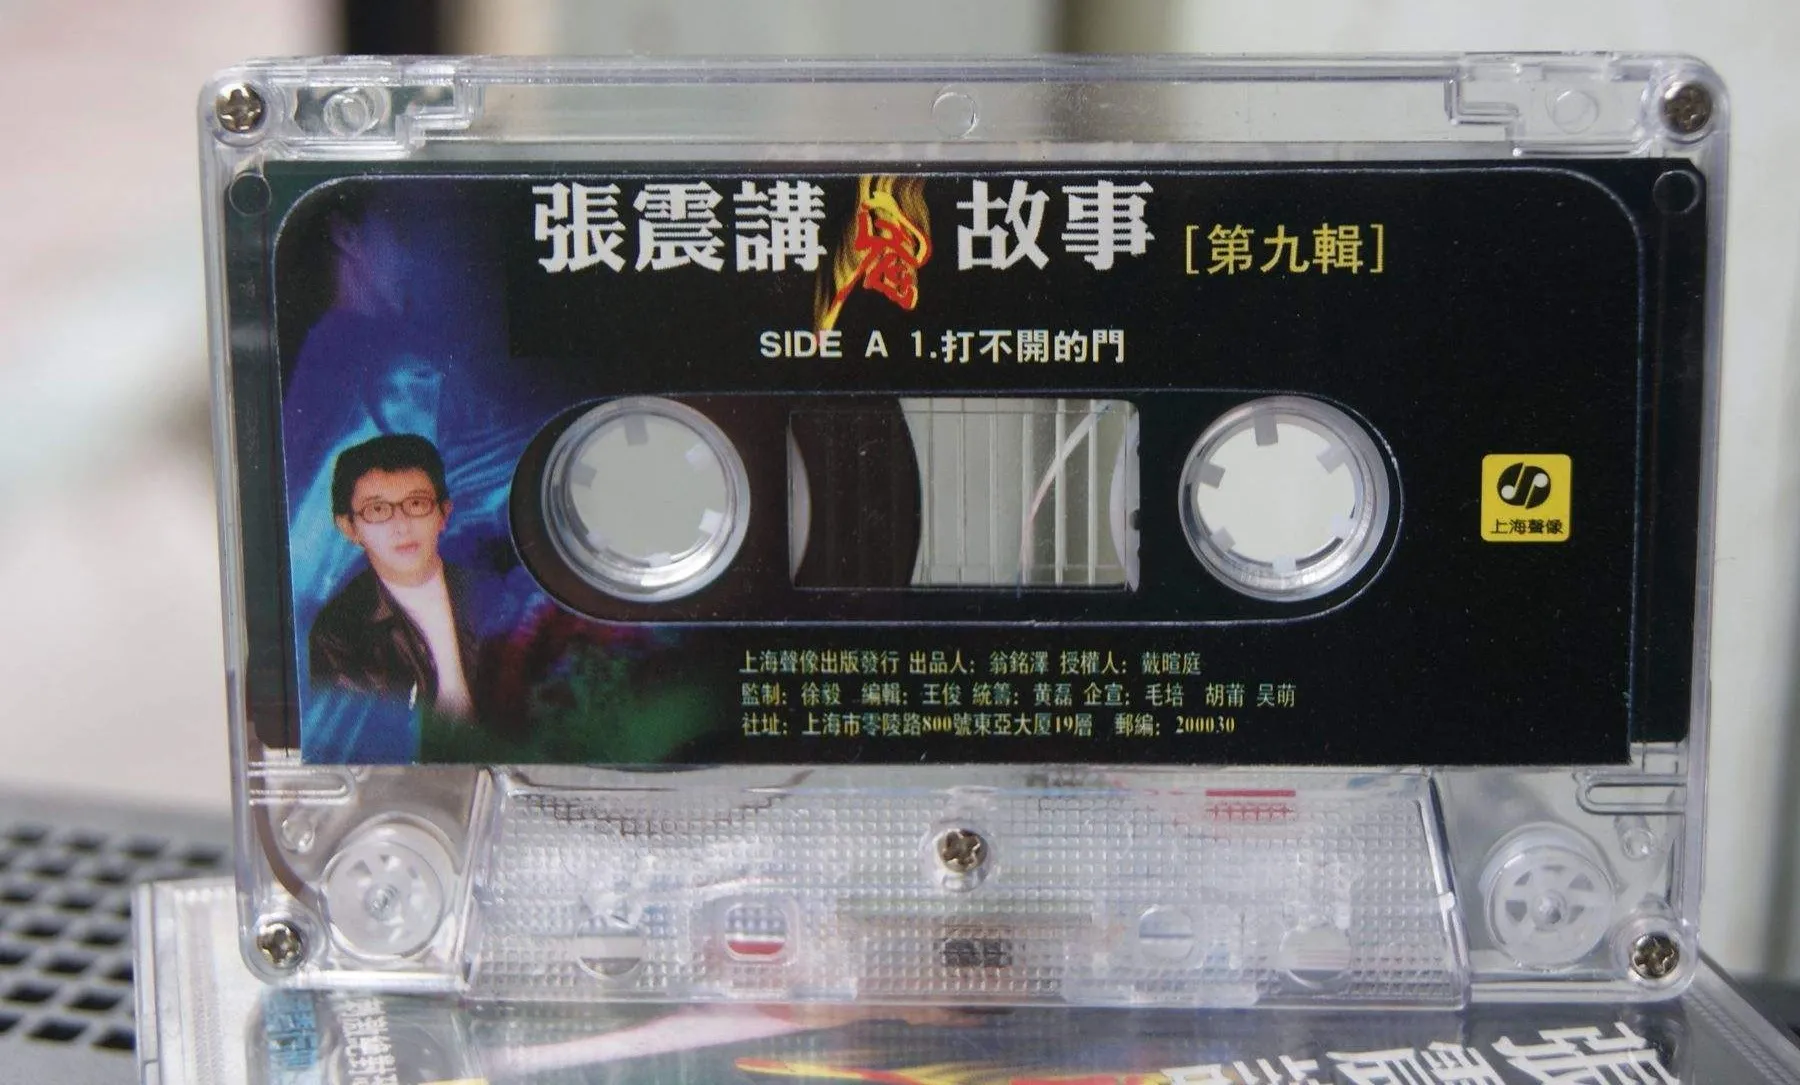 張震講 故事 [第九輯]
SIDE A 1.打不開的門
上海聲像
上海聲像出版發行 出品人: 翁銘澤 授權人: 戴暄庭
監制: 徐毅 編輯: 王俊 統籌: 黄磊 企宣: 毛培 胡莆 吴萌
社址: 上海市零陵路800號東亞大厦19層 郵編: 200030